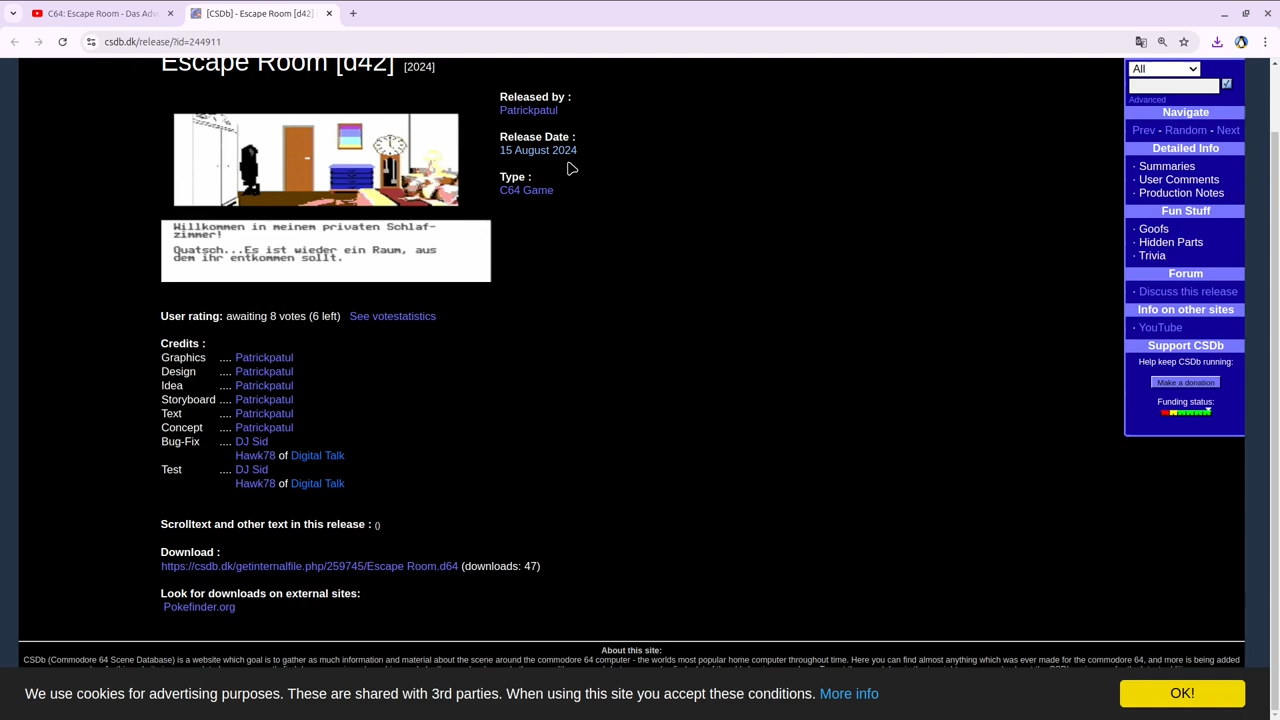 C64: Escape Room - Das Adv
[CSDb] - Escape Room [d42]
csdb.dk/release/?id=244911
Escape Room [d42] [2024]
Released by :
Patrickpatul
Release Date :
15 August 2024
Type :
C64 Game
Willkommen in meinem privaten Schlaf-
zimmer!
Quatsch...Es ist wieder ein Raum, aus
dem ihr entkommen sollt.
User rating: awaiting 8 votes (6 left) See votestatistics
Credits :
Graphics .... Patrickpatul
Design .... Patrickpatul
Idea .... Patrickpatul
Storyboard .... Patrickpatul
Text .... Patrickpatul
Concept .... Patrickpatul
Bug-Fix .... DJ Sid
Hawk78 of Digital Talk
Test .... DJ Sid
Hawk78 of Digital Talk
Scrolltext and other text in this release : ()
Download :
https://csdb.dk/getinternalfile.php/259745/Escape Room.d64 (downloads: 47)
Look for downloads on external sites:
Pokefinder.org
All
Advanced
Navigate
Prev - Random - Next
Detailed Info
· Summaries
· User Comments
· Production Notes
Fun Stuff
· Goofs
· Hidden Parts
· Trivia
Forum
· Discuss this release
Info on other sites
· YouTube
Support CSDb
Help keep CSDb running:
Make a donation
Funding status:
About this site:
CSDb (Commodore 64 Scene Database) is a website which goal is to gather as much information and material about the scene around the commodore 64 computer - the worlds most popular home computer throughout time. Here you can find almost anything which was ever made for the commodore 64, and more is being added
We use cookies for advertising purposes. These are shared with 3rd parties. When using this site you accept these conditions. More info
OK!